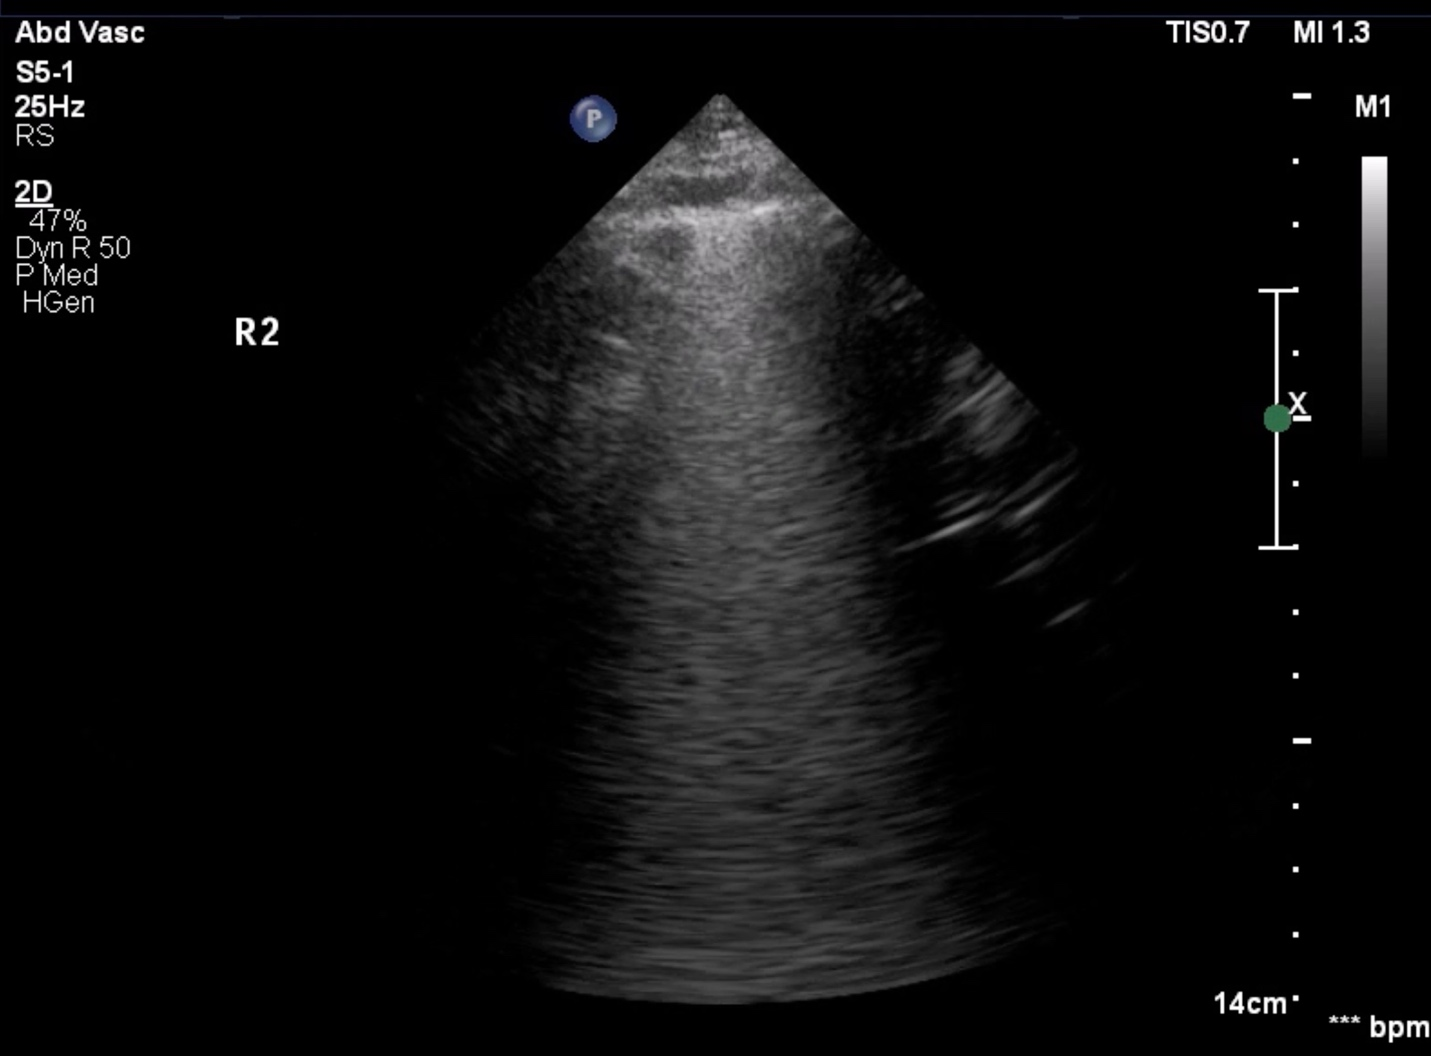 Abd Vasc
TIS0.7 MI 1.3
S5-1
25Hz
RS
M1
P
2D
47%
Dyn R 50
P Med
HGen
R2
X
14cm
*** bpm